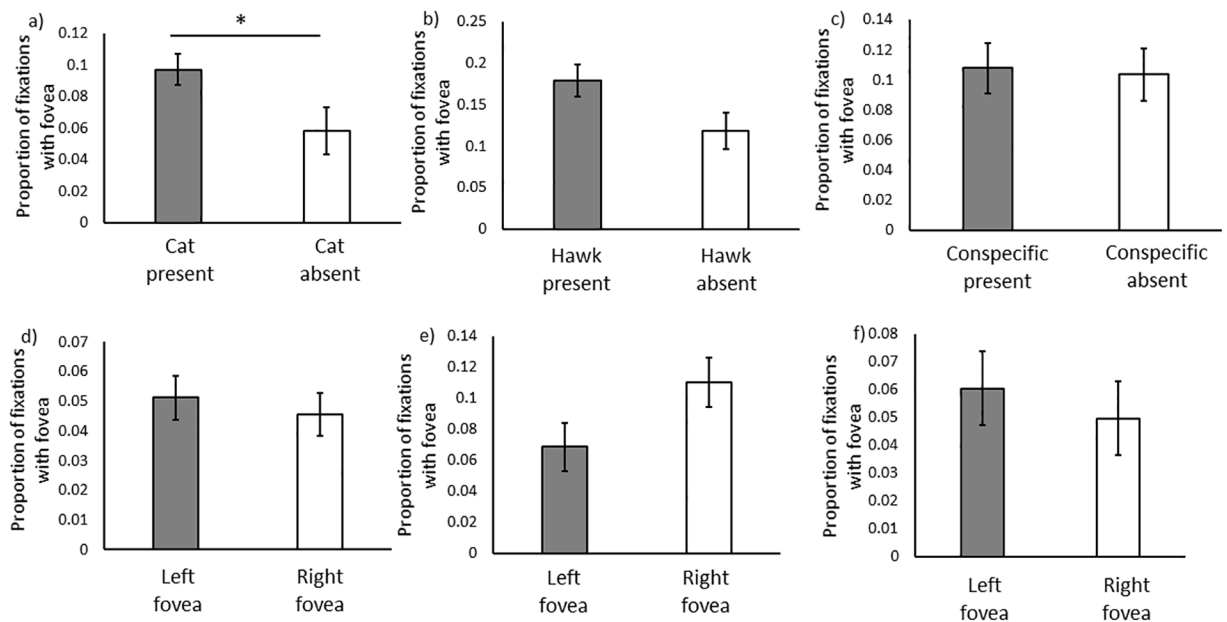 a)
*
Proportion of fixations
with fovea
0.12
0.1
0.08
0.06
0.04
0.02
0
Cat
present
Cat
absent
b)
Proportion of fixations
with fovea
0.25
0.2
0.15
0.1
0.05
0
Hawk
present
Hawk
absent
c)
Proportion of fixations
with fovea
0.14
0.12
0.1
0.08
0.06
0.04
0.02
0
Conspecific
present
Conspecific
absent
d)
Proportion of fixations
with fovea
0.07
0.06
0.05
0.04
0.03
0.02
0.01
0
Left
fovea
Right
fovea
e)
Proportion of fixations
with fovea
0.14
0.12
0.1
0.08
0.06
0.04
0.02
0
Left
fovea
Right
fovea
f)
Proportion of fixations
with fovea
0.08
0.07
0.06
0.05
0.04
0.03
0.02
0.01
0
Left
fovea
Right
fovea